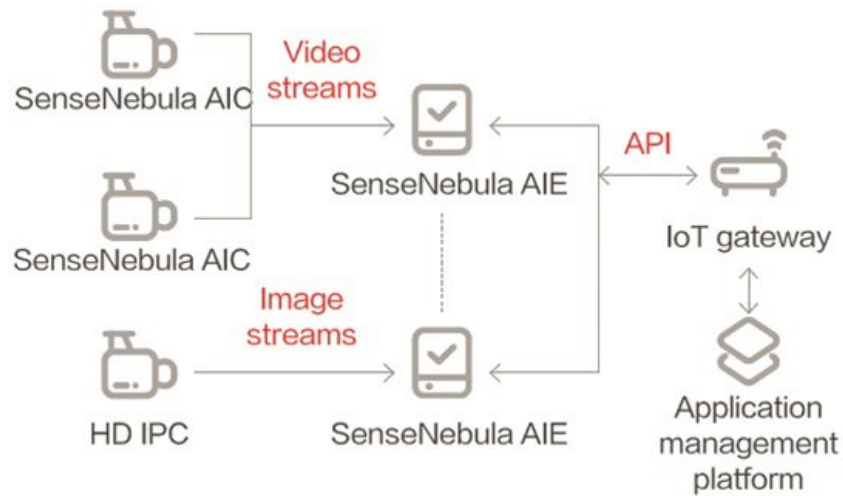 Video
streams
SenseNebula AIC
API
SenseNebula AIE
IoT gateway
SenseNebula AIC
Image
streams
HD IPC
SenseNebula AIE
Application
management
platform